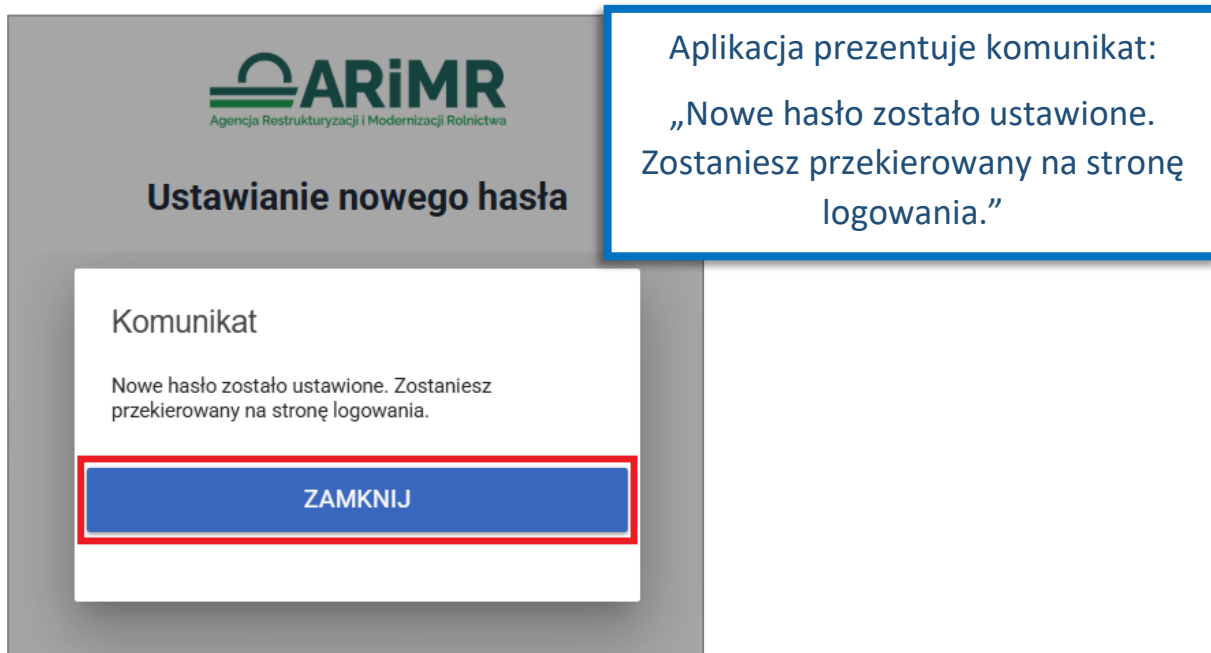 ARiMR
Agencja Restrukturyzacji i Modernizacji Rolnictwa
Ustawianie nowego hasła
Aplikacja prezentuje komunikat:
„Nowe hasło zostało ustawione.
Zostaniesz przekierowany na stronę
logowania.”
Komunikat
Nowe hasło zostało ustawione. Zostaniesz
przekierowany na stronę logowania.
ZAMKNIJ